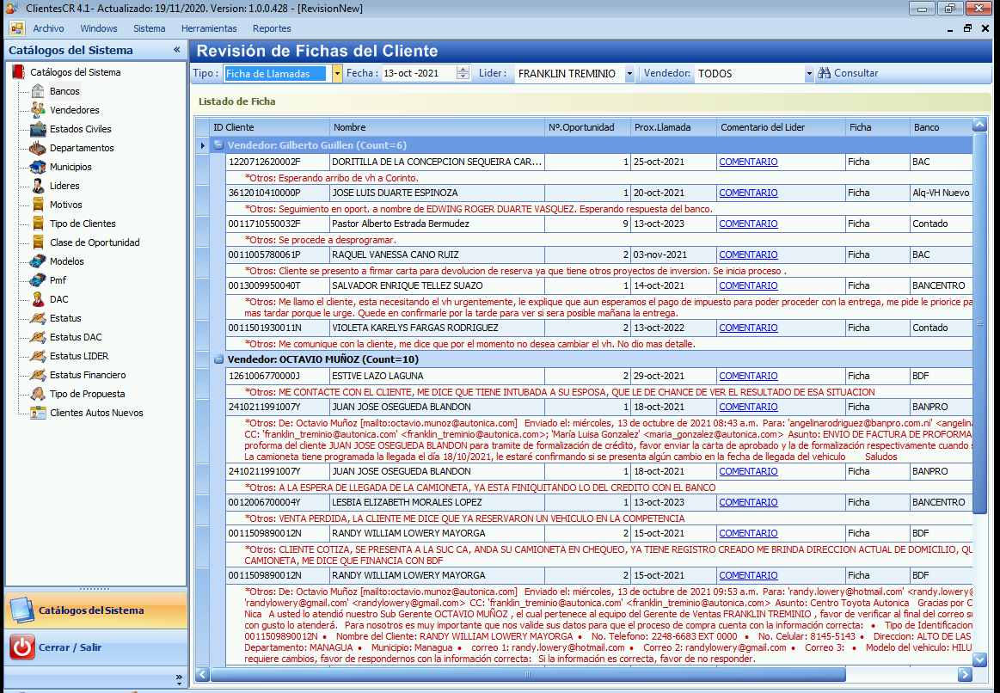 ClientesCR 4.1- Actualizado: 19/11/2020. Version: 1.0.0.428 - [RevisionNew]
Archivo Windows Sistema Herramientas Reportes
Catálogos del Sistema «
Catálogos del Sistema
Bancos
Vendedores
Estados Civiles
Departamentos
Municipios
Lideres
Motivos
Tipo de Clientes
Clase de Oportunidad
Modelos
Pmf
DAC
Estatus
Estatus DAC
Estatus LIDER
Estatus Financiero
Tipo de Propuesta
Clientes Autos Nuevos
Catálogos del Sistema
Cerrar / Salir
»
Revisión de Fichas del Cliente
Tipo : Ficha de Llamadas Fecha : 13-oct -2021 Lider : FRANKLIN TREMINIO Vendedor: TODOS Consultar
Listado de Ficha
ID Cliente Nombre Nº.Oportunidad Prox.Llamada Comentario del Lider Ficha Banco
Vendedor: Gilberto Guillen (Count=6)
1220712620002F DORITILLA DE LA CONCEPCION SEQUEIRA CAR... 1 25-oct-2021 COMENTARIO Ficha BAC
*Otros: Esperando arribo de vh a Corinto.
3612010410000P JOSE LUIS DUARTE ESPINOZA 1 20-oct-2021 COMENTARIO Ficha Alq-VH Nuevo
*Otros: Seguimiento en oport. a nombre de EDWING ROGER DUARTE VASQUEZ. Esperando respuesta del banco.
0011710550032F Pastor Alberto Estrada Bermudez 9 13-oct-2023 COMENTARIO Ficha Contado
*Otros: Se procede a desprogramar.
0011005780061P RAQUEL VANESSA CANO RUIZ 2 03-nov-2021 COMENTARIO Ficha BAC
*Otros: Cliente se presento a firmar carta para devolucion de reserva ya que tiene otros proyectos de inversion. Se inicia proceso .
0013009950040T SALVADOR ENRIQUE TELLEZ SUAZO 1 14-oct-2021 COMENTARIO Ficha BANCENTRO
*Otros: Me llamo el cliente, esta necesitando el vh urgentemente, le explique que aun esperamos el pago de impuesto para poder proceder con la entrega, me pide le priorice pa
mas tardar porque le urge. Quede en confirmarle por la tarde para ver si sera posible mañana la entrega.
0011501930011N VIOLETA KARELYS FARGAS RODRIGUEZ 2 13-oct-2022 COMENTARIO Ficha Contado
*Otros: Me comunique con la cliente, me dice que por el momento no desea cambiar el vh. No dio mas detalle.
Vendedor: OCTAVIO MUÑOZ (Count=10)
1261006770000J ESTIVE LAZO LAGUNA 2 29-oct-2021 COMENTARIO Ficha BDF
*Otros: ME CONTACTE CON EL CLIENTE, ME DICE QUE TIENE INTUBADA A SU ESPOSA, QUE LE DE CHANCE DE VER EL RESULTADO DE ESA SITUACION
2410211991007Y JUAN JOSE OSEGUEDA BLANDON 1 18-oct-2021 COMENTARIO Ficha BANPRO
*Otros: De: Octavio Muñoz [mailto:octavio.munoz@autonica.com] Enviado el: miércoles, 13 de octubre de 2021 08:43 a.m. Para: 'angelinarodriguez@banpro.com.ni' <angelina
CC: 'franklin_treminio@autonica.com' <franklin_treminio@autonica.com>; 'María Luisa Gonzalez' <maria_gonzalez@autonica.com> Asunto: ENVIO DE FACTURA DE PROFORMA
proforma del cliente JUAN JOSE OSEGUEDA BLANDON para tramite de formalización de crédito, favor enviar la carta de aprobado y la de formalización respectivamente cuando s
La camioneta tiene programada la llegada el día 18/10/2021, le estaré confirmando si se presenta algún cambio en la fecha de llegada del vehiculo Saludos
2410211991007Y JUAN JOSE OSEGUEDA BLANDON 1 18-oct-2021 COMENTARIO Ficha BANPRO
*Otros: A LA ESPERA DE LLEGADA DE LA CAMIONETA, YA ESTA FINIQUITANDO LO DEL CREDITO CON EL BANCO
0012006700004Y LESBIA ELIZABETH MORALES LOPEZ 1 13-oct-2023 COMENTARIO Ficha BANCENTRO
*Otros: VENTA PERDIDA, LA CLIENTE ME DICE QUE YA RESERVARON UN VEHICULO EN LA COMPETENCIA
0011509890012N RANDY WILLIAM LOWERY MAYORGA 2 15-oct-2021 COMENTARIO Ficha BDF
*Otros: CLIENTE COTIZA, SE PRESENTA A LA SUC CA, ANDA SU CAMIONETA EN CHEQUEO, YA TIENE REGISTRO CREADO ME BRINDA DIRECCION ACTUAL DE DOMICILIO, QU
CAMIONETA, ME DICE QUE FINANCIA CON BDF
0011509890012N RANDY WILLIAM LOWERY MAYORGA 2 15-oct-2021 COMENTARIO Ficha BDF
*Otros: De: Octavio Muñoz [mailto:octavio.munoz@autonica.com] Enviado el: miércoles, 13 de octubre de 2021 09:53 a.m. Para: 'randy.lowery@hotmail.com' <randy.lowery@
'randylowery@gmail.com' <randylowery@gmail.com> CC: 'franklin_treminio@autonica.com' <franklin_treminio@autonica.com> Asunto: Centro Toyota Autonica Gracias por C
Nica A usted lo atendió nuestro Sub Gerente OCTAVIO MUÑOZ , el cual pertenece al equipo del Gerente de Ventas FRANKLIN TREMINIO , favor de verificar al final del correo su
con gusto lo atenderá. Para nosotros es muy importante que nos valide sus datos para que el proceso de compra cuenta con la información correcta: • Tipo de Identificacion
0011509890012N • Nombre del Cliente: RANDY WILLIAM LOWERY MAYORGA • No. Telefono: 2248-6683 EXT 0000 • No. Celular: 8145-5143 • Direccion: ALTO DE LAS
Departamento: MANAGUA • Municipio: Managua • correo 1: randy.lowery@hotmail.com • Correo 2: randylowery@gmail.com • Correo 3: • Modelo del vehiculo: HILU
requiere cambios, favor de respondernos con la información correcta: Si la información es correcta, favor de no responder.